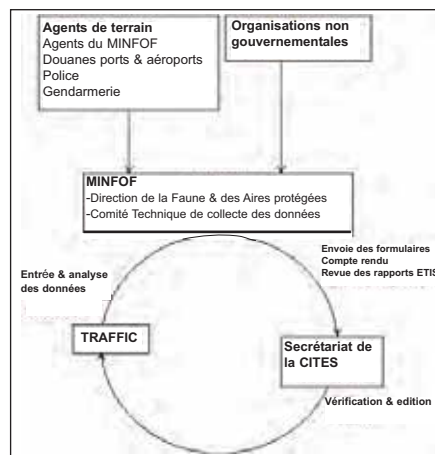 Agents de terrain
Agents du MINFOF
Douanes ports & aéroports
Police
Gendarmerie
Organisations non
gouvernementales
MINFOF
-Direction de la Faune & des Aires protégées
-Comité Technique de collecte des données
Envoie des formulaires
Compte rendu
Revue des rapports ETIS
Entrée & analyse
des données
TRAFFIC
Secrétariat de
la CITES
Vérification & edition